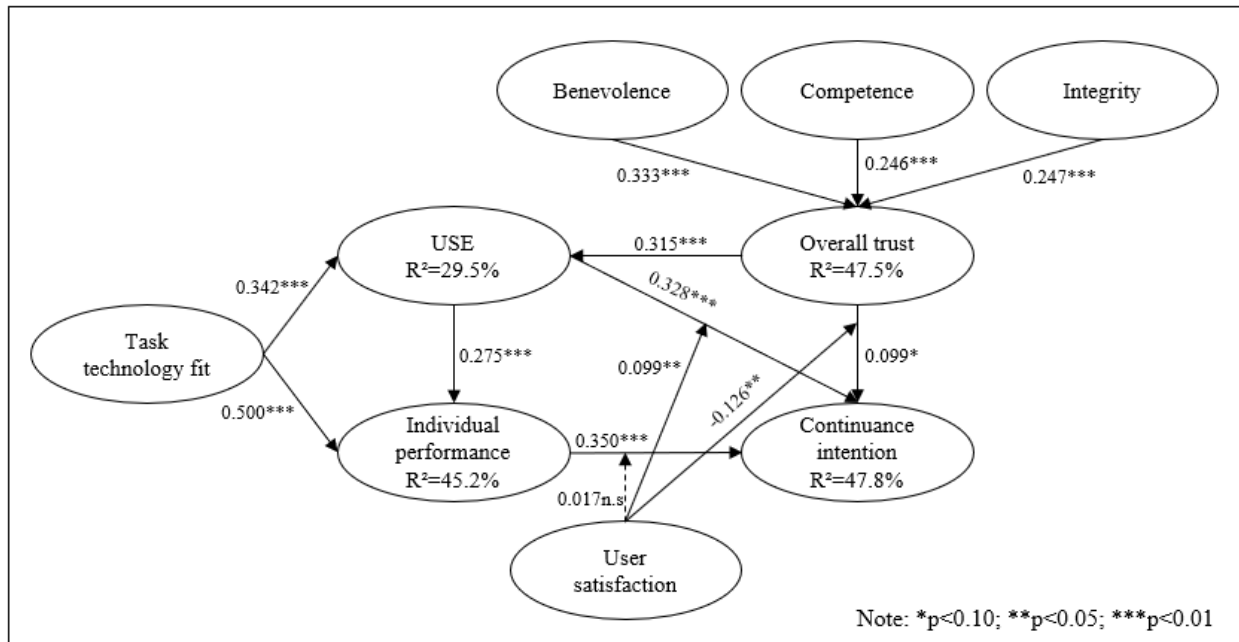 Benevolence
Competence
Integrity
0.333***
0.246***
0.247***
USE
R²=29.5%
0.315***
Overall trust
R²=47.5%
0.342***
0.328***
Task
technology fit
0.275***
0.099**
0.099*
-0.126**
0.500***
Individual
performance
R²=45.2%
0.350***
Continuance
intention
R²=47.8%
0.017n.s
User
satisfaction
Note: *p<0.10; **p<0.05; ***p<0.01